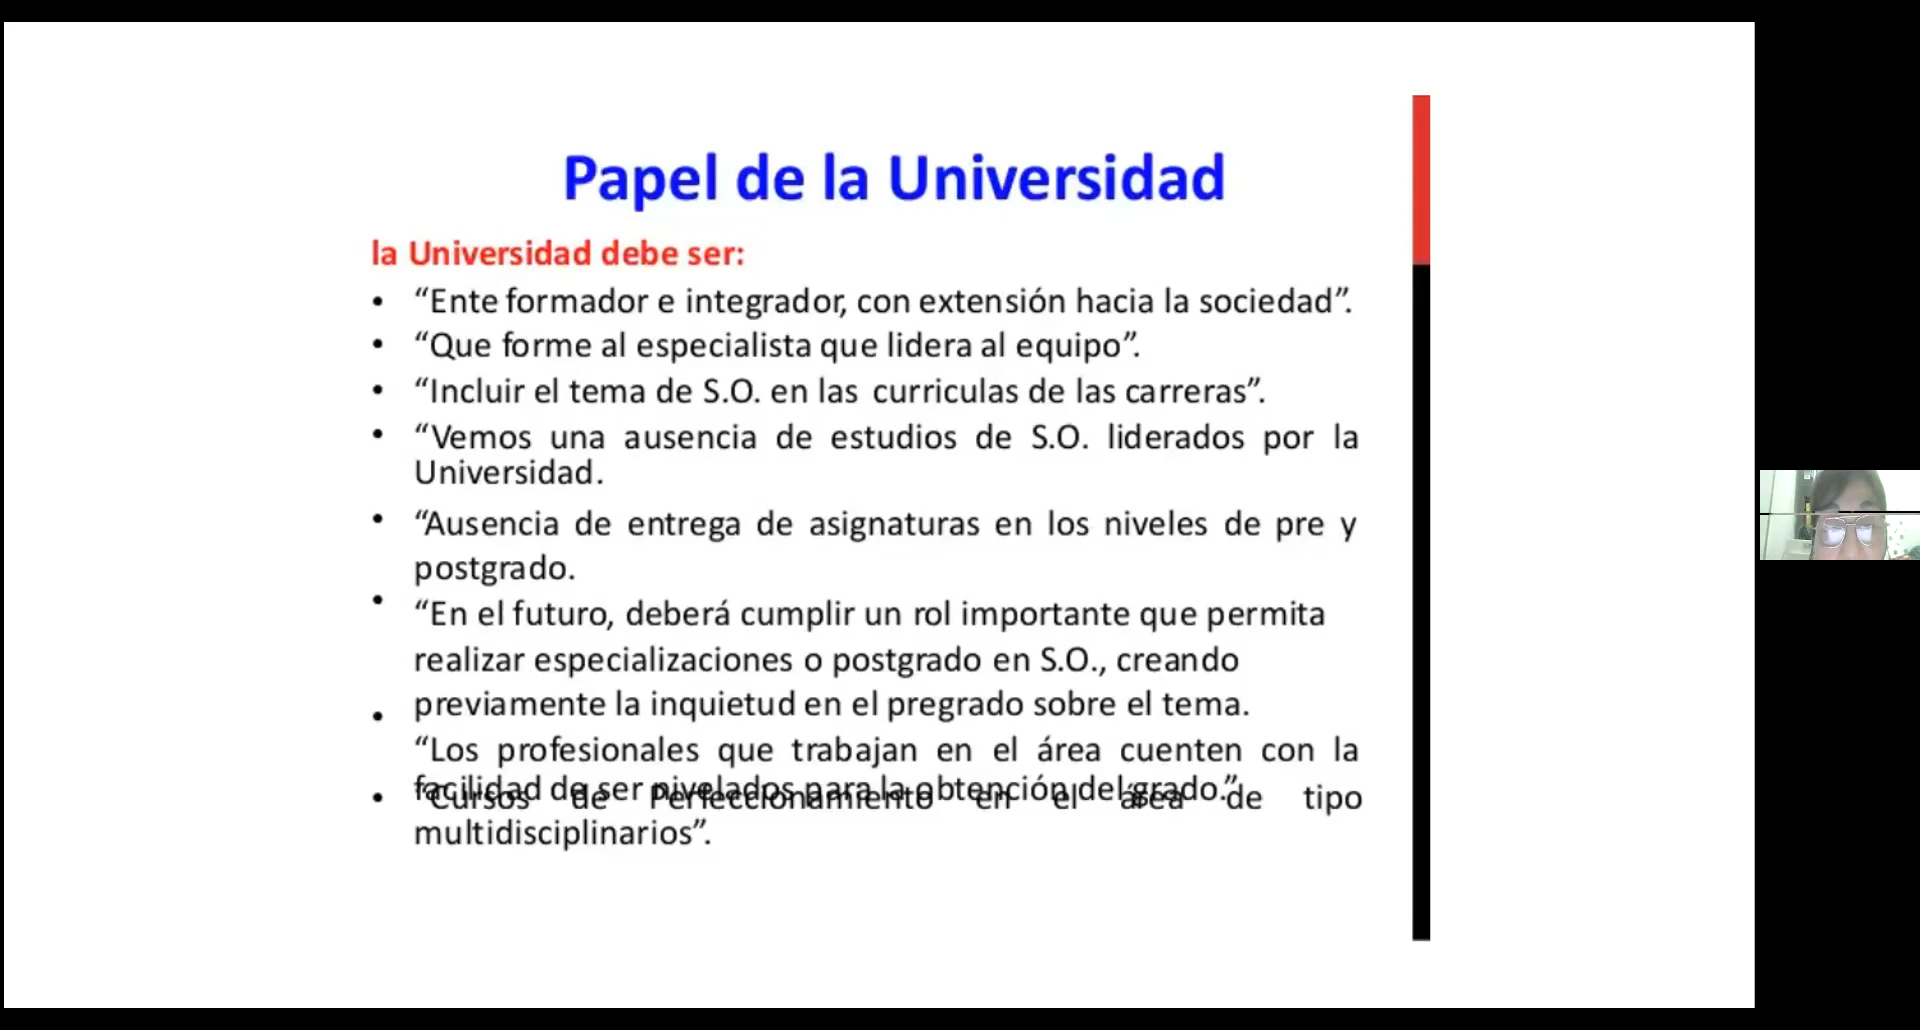 Papel de la Universidad
la Universidad debe ser:
• “Ente formador e integrador, con extensión hacia la sociedad”.
• “Que forme al especialista que lidera al equipo”.
• “Incluir el tema de S.O. en las curriculas de las carreras”.
• “Vemos una ausencia de estudios de S.O. liderados por la
Universidad.
• “Ausencia de entrega de asignaturas en los niveles de pre y
postgrado.
• “En el futuro, deberá cumplir un rol importante que permita
realizar especializaciones o postgrado en S.O., creando
previamente la inquietud en el pregrado sobre el tema.
• “Los profesionales que trabajan en el área cuenten con la
facilidad de ser nivelados para la obtención del grado.”
• “Cursos de Perfeccionamiento en el área de tipo
multidisciplinarios”.